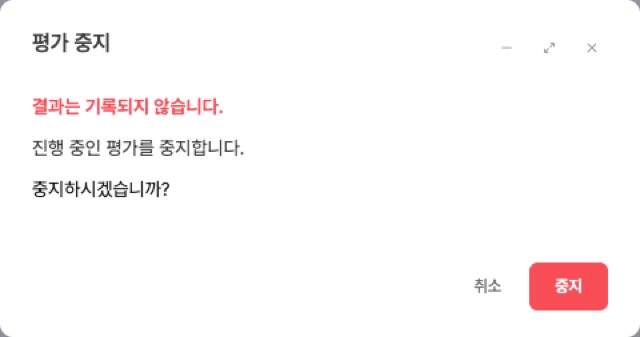 평가 중지
결과는 기록되지 않습니다.
진행 중인 평가를 중지합니다.
중지하시겠습니까?
취소
중지